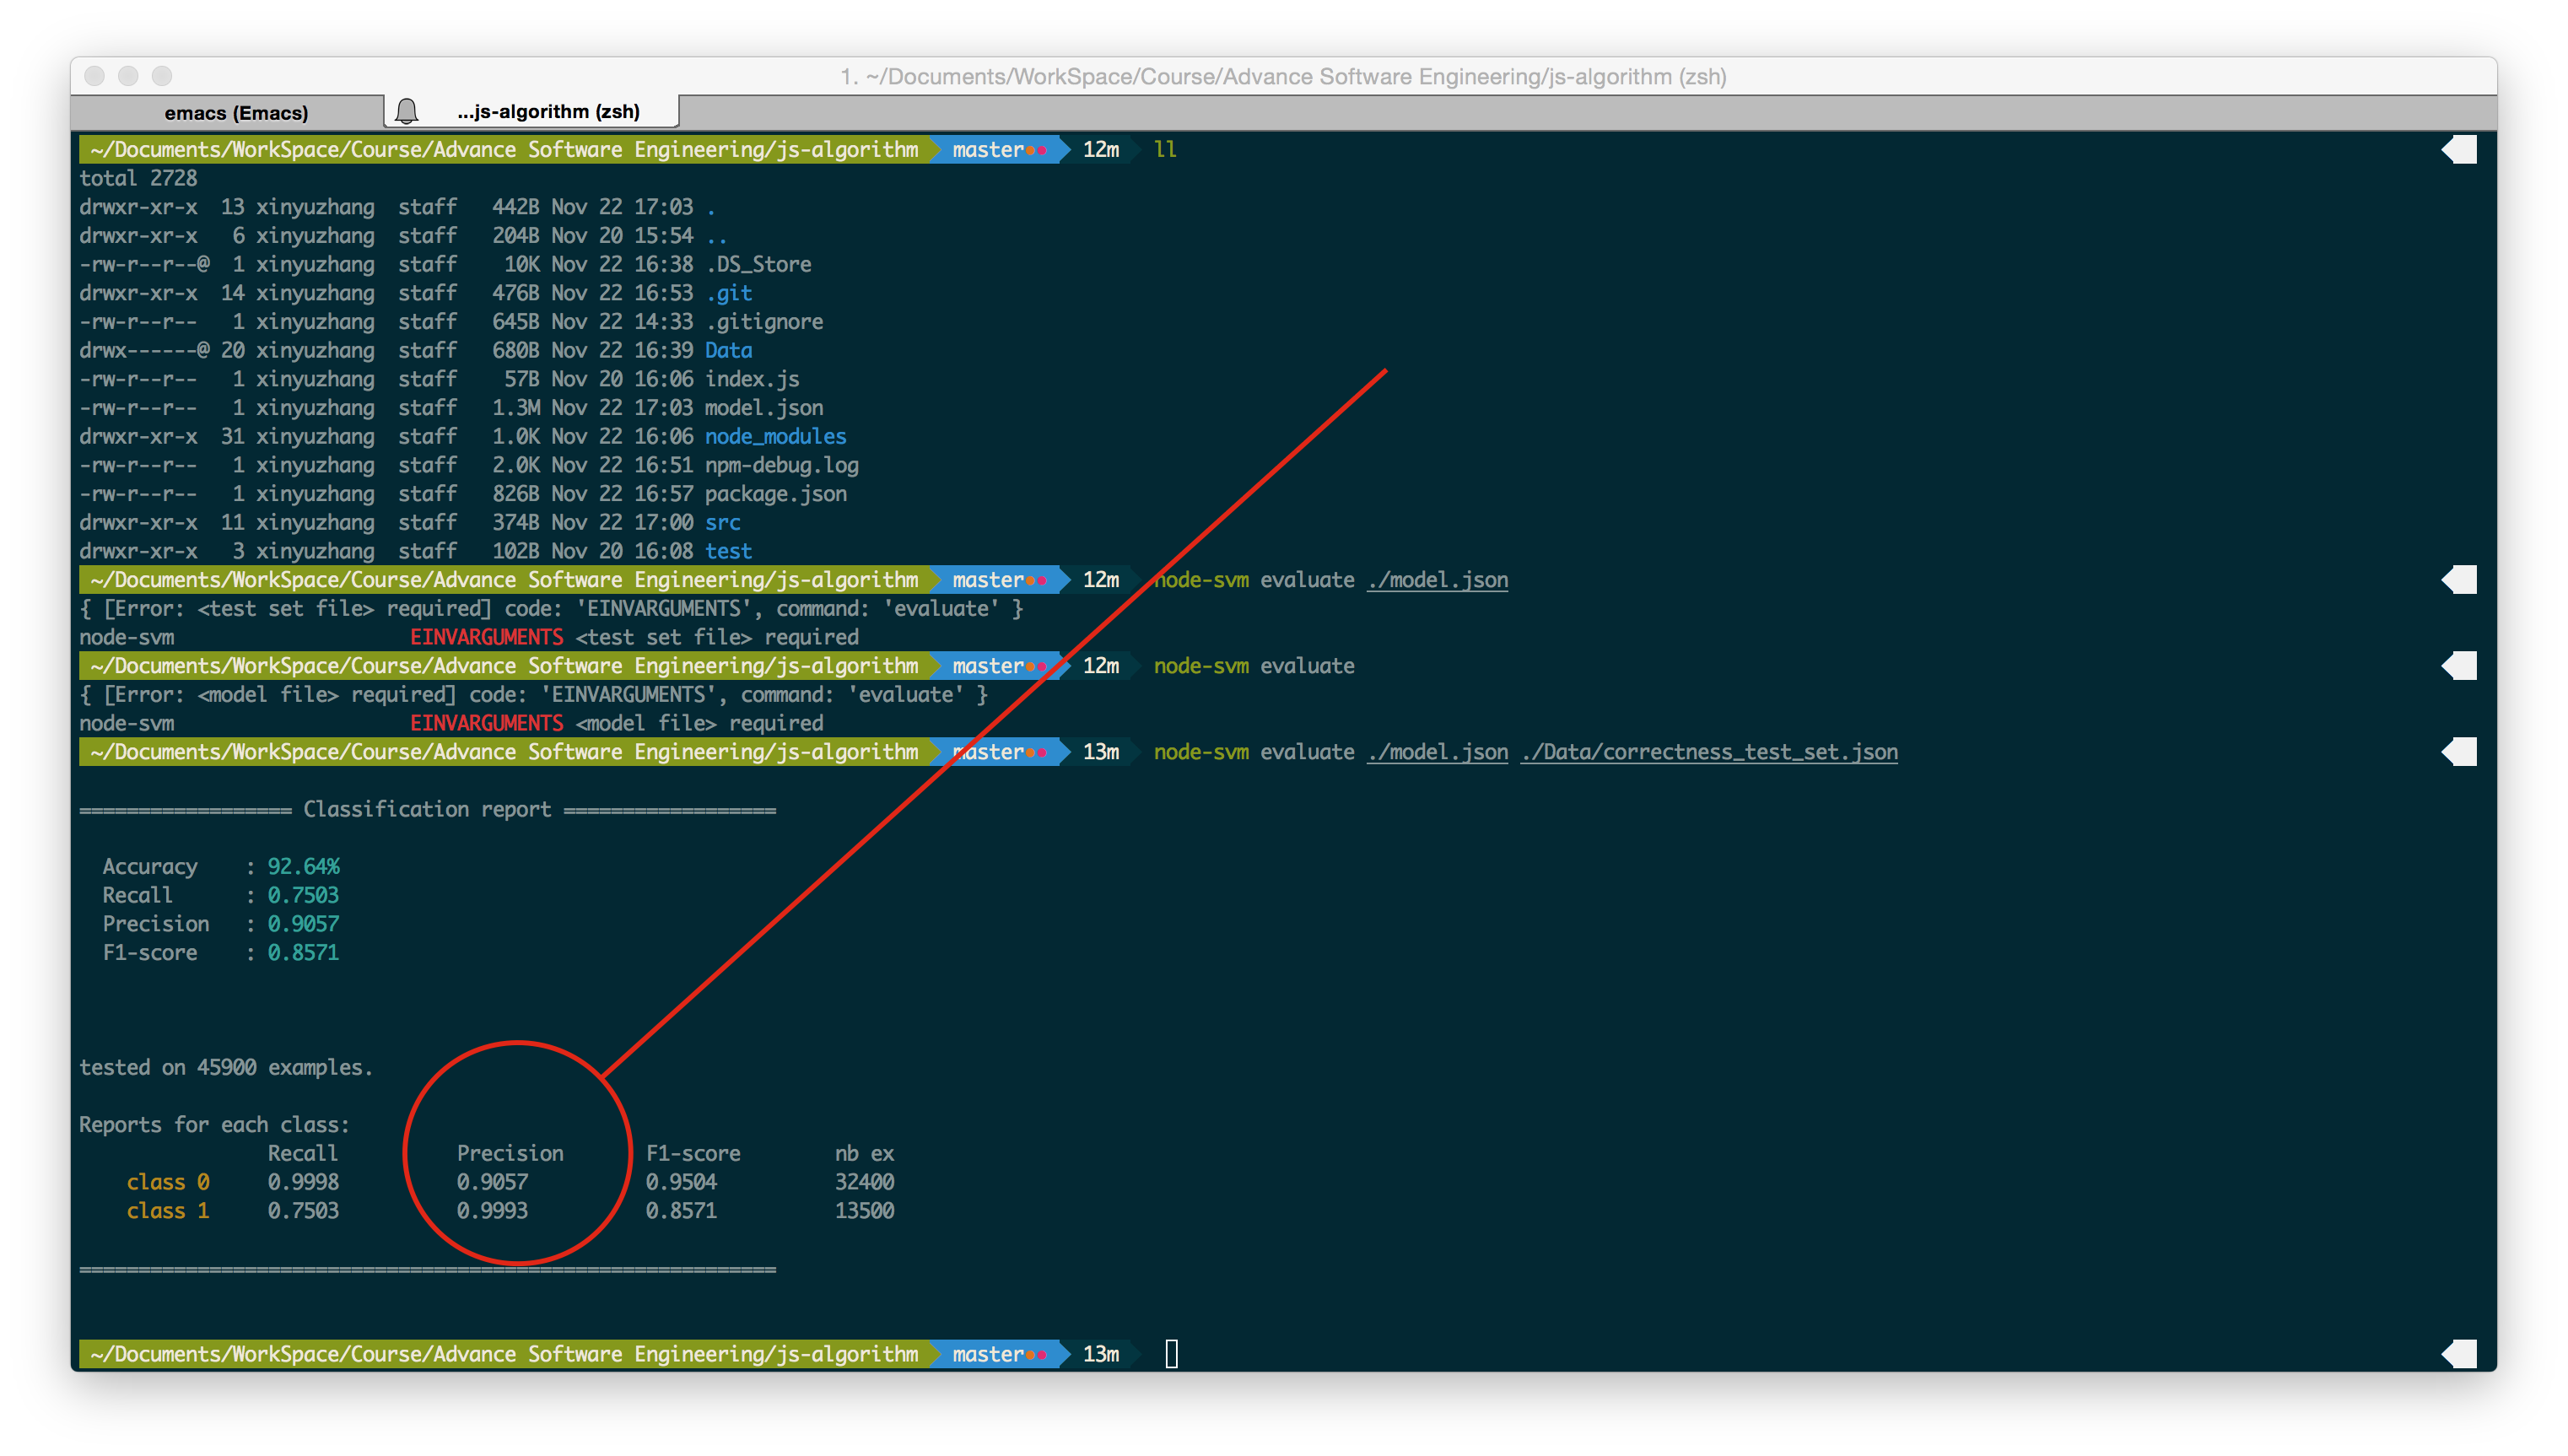 1. ~/Documents/WorkSpace/Course/Advance Software Engineering/js-algorithm (zsh)
emacs (Emacs) ...js-algorithm (zsh)
~/Documents/WorkSpace/Course/Advance Software Engineering/js-algorithm master 12m ll
total 2728
drwxr-xr-x 13 xinyuzhang staff 442B Nov 22 17:03 .
drwxr-xr-x 6 xinyuzhang staff 204B Nov 20 15:54 ..
-rw-r--r--@ 1 xinyuzhang staff 10K Nov 22 16:38 .DS_Store
drwxr-xr-x 14 xinyuzhang staff 476B Nov 22 16:53 .git
-rw-r--r-- 1 xinyuzhang staff 645B Nov 22 14:33 .gitignore
drwx------@ 20 xinyuzhang staff 680B Nov 22 16:39 Data
-rw-r--r-- 1 xinyuzhang staff 57B Nov 20 16:06 index.js
-rw-r--r-- 1 xinyuzhang staff 1.3M Nov 22 17:03 model.json
drwxr-xr-x 31 xinyuzhang staff 1.0K Nov 22 16:06 node_modules
-rw-r--r-- 1 xinyuzhang staff 2.0K Nov 22 16:51 npm-debug.log
-rw-r--r-- 1 xinyuzhang staff 826B Nov 22 16:57 package.json
drwxr-xr-x 11 xinyuzhang staff 374B Nov 22 17:00 src
drwxr-xr-x 3 xinyuzhang staff 102B Nov 20 16:08 test
~/Documents/WorkSpace/Course/Advance Software Engineering/js-algorithm master 12m node-svm evaluate ./model.json
{ [Error: <test set file> required] code: 'EINVARGUMENTS', command: 'evaluate' }
node-svm EINVARGUMENTS <test set file> required
~/Documents/WorkSpace/Course/Advance Software Engineering/js-algorithm master 12m node-svm evaluate
{ [Error: <model file> required] code: 'EINVARGUMENTS', command: 'evaluate' }
node-svm EINVARGUMENTS <model file> required
~/Documents/WorkSpace/Course/Advance Software Engineering/js-algorithm master 13m node-svm evaluate ./model.json ./Data/correctness_test_set.json
================== Classification report ==================
Accuracy : 92.64%
Recall : 0.7503
Precision : 0.9057
F1-score : 0.8571
tested on 45900 examples.
Reports for each class:
Recall Precision F1-score nb ex
class 0 0.9998 0.9057 0.9504 32400
class 1 0.7503 0.9993 0.8571 13500
===========================================================
~/Documents/WorkSpace/Course/Advance Software Engineering/js-algorithm master 13m